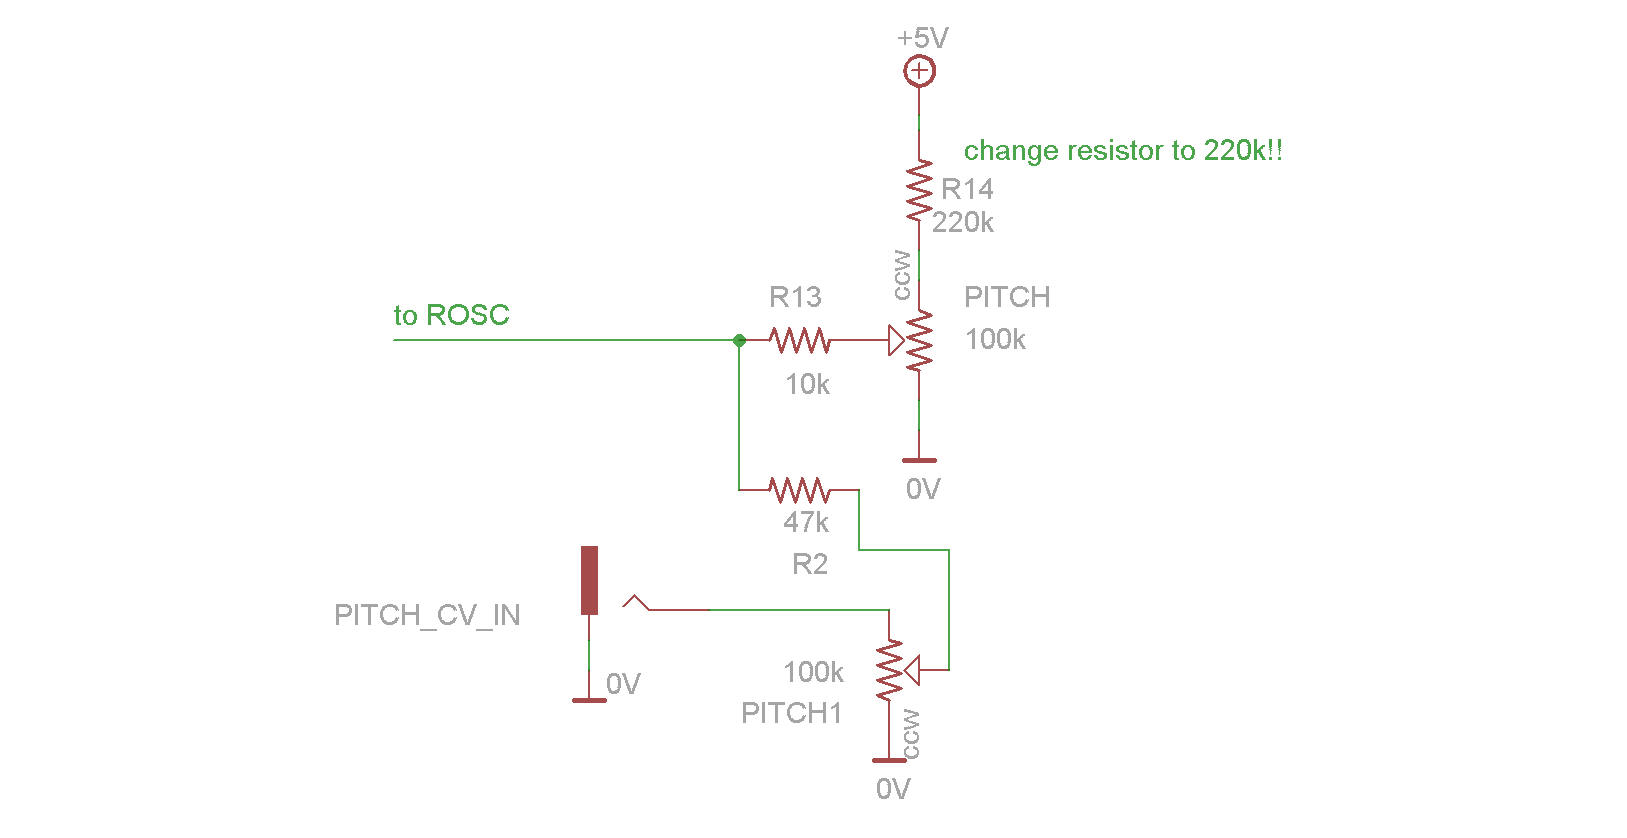 +5V
change resistor to 220k!!
R14
220k
ccw
R13
PITCH
to ROSC
100k
10k
0V
47k
R2
PITCH_CV_IN
100k
0V
PITCH1
ccw
0V